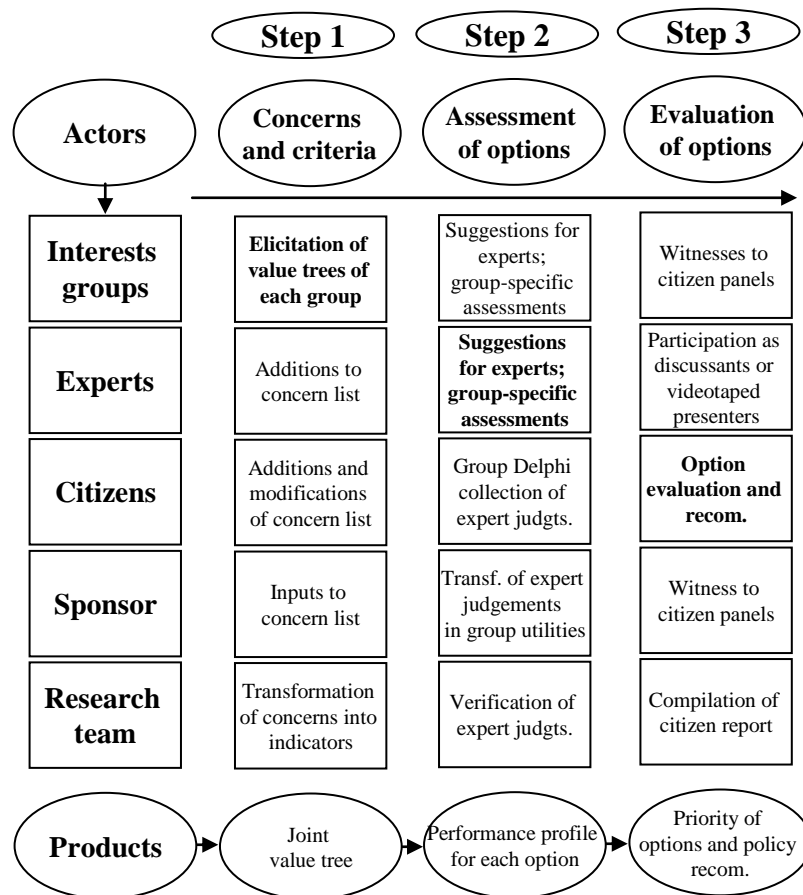 Step 1
Step 2
Step 3
Actors
Concerns
and criteria
Assessment
of options
Evaluation
of options
Interests
groups
Elicitation of
value trees of
each group
Suggestions for
experts;
group-specific
assessments
Witnesses to
citizen panels
Experts
Additions to
concern list
Suggestions
for experts;
group-specific
assessments
Participation as
discussants or
videotaped
presenters
Citizens
Additions and
modifications
of concern list
Group Delphi
collection of
expert judgts.
Option
evaluation and
recom.
Sponsor
Inputs to
concern list
Transf. of expert
judgements
in group utilities
Witness to
citizen panels
Research
team
Transformation
of concerns into
indicators
Verification of
expert judgts.
Compilation of
citizen report
Products
Joint
value tree
Performance profile
for each option
Priority of
options and policy
recom.